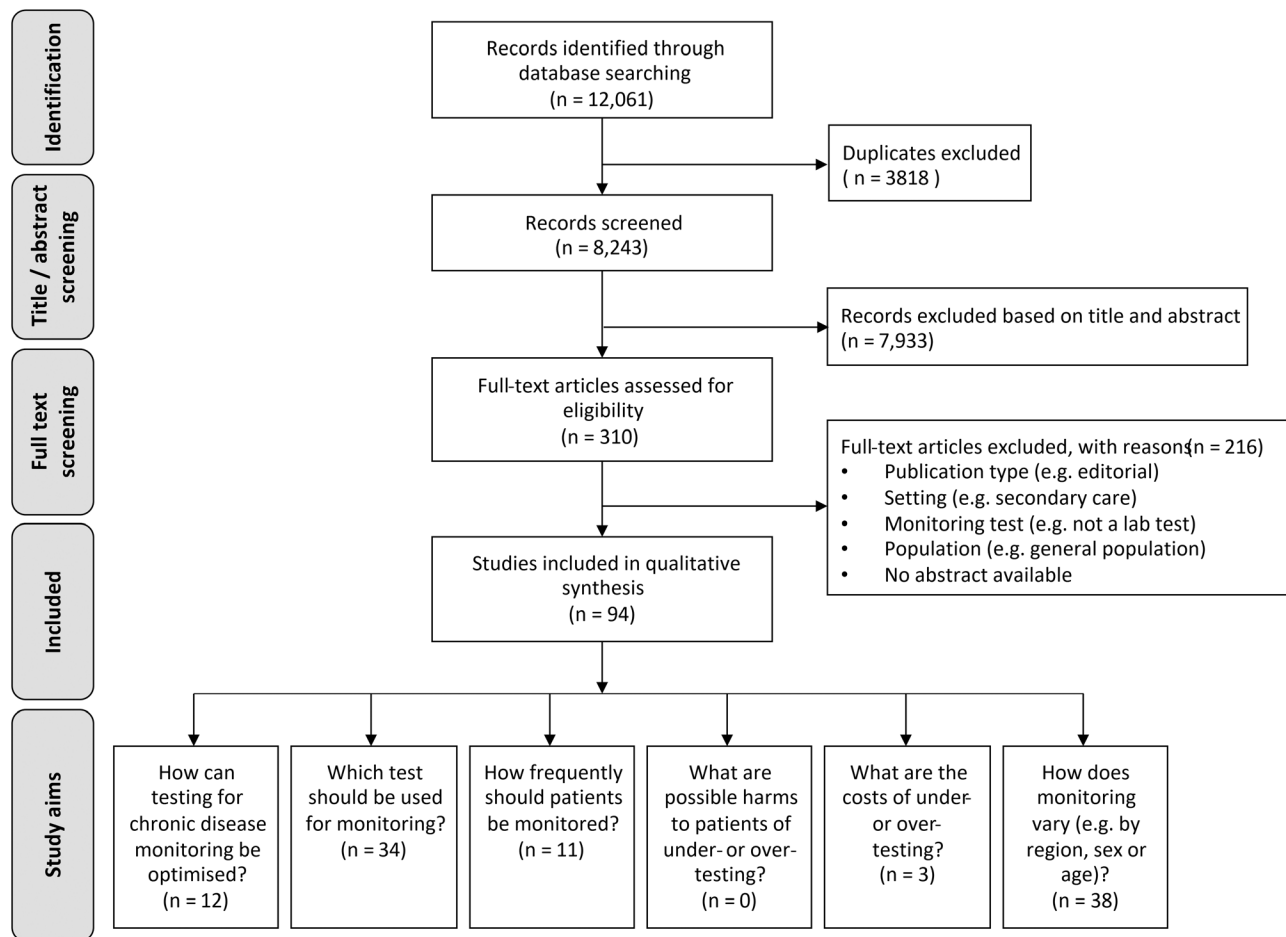 Identification
Records identified through
database searching
(n = 12,061)
Duplicates excluded
( n = 3818 )
Title / abstract
screening
Records screened
(n = 8,243)
Records excluded based on title and abstract
(n = 7,933)
Full text
screening
Full-text articles assessed for
eligibility
(n = 310)
Full-text articles excluded, with reasons(n = 216)
• Publication type (e.g. editorial)
• Setting (e.g. secondary care)
• Monitoring test (e.g. not a lab test)
• Population (e.g. general population)
• No abstract available
Included
Studies included in qualitative
synthesis
(n = 94)
Study aims
How can
testing for
chronic disease
monitoring be
optimised?
(n = 12)
Which test
should be used
for monitoring?
(n = 34)
How frequently
should patients
be monitored?
(n = 11)
What are
possible harms
to patients of
under- or over-
testing?
(n = 0)
What are the
costs of under-
or over-
testing?
(n = 3)
How does
monitoring
vary (e.g. by
region, sex or
age)?
(n = 38)